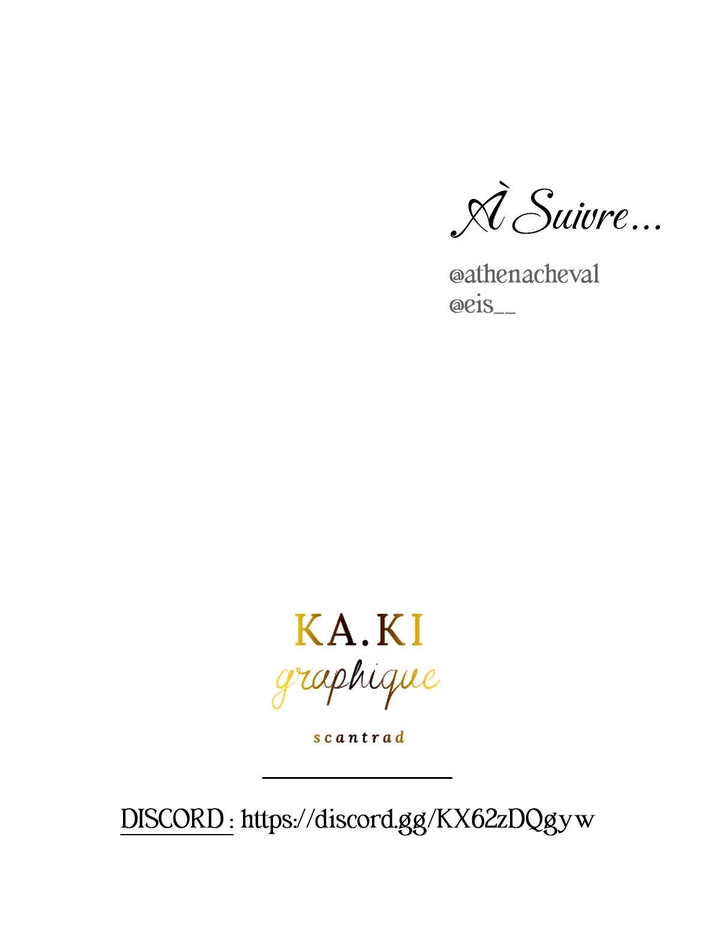 À Suivre...
@athenacheval
@eis__
KA.KI
graphique
scantrad
DISCORD : https://discord.gg/KX62zDQgyw